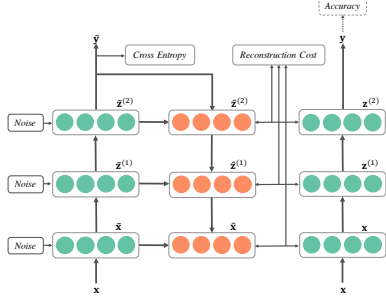 Accuracy
ỹ y
Cross Entropy Reconstruction Cost
z̃⁽²⁾ ẑ⁽²⁾ z⁽²⁾
Noise
z̃⁽¹⁾ ẑ⁽¹⁾ z⁽¹⁾
Noise
x̃ x̂ x
Noise
x x